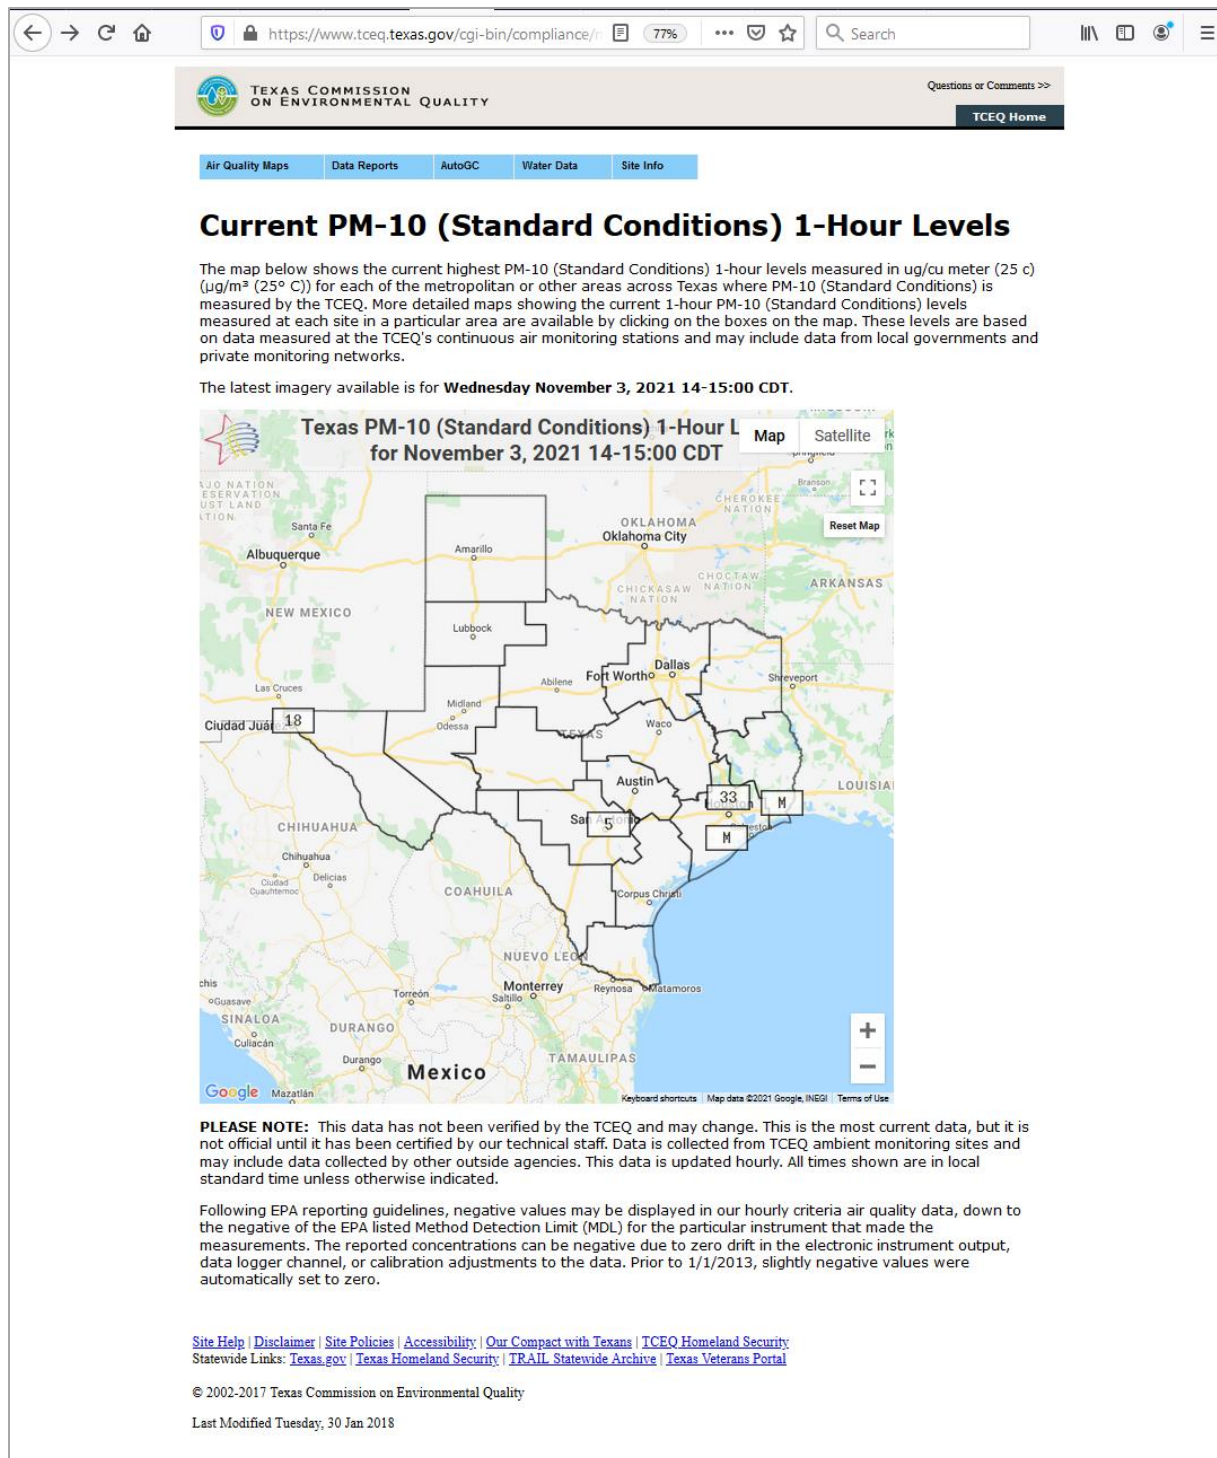 https://www.tceq.texas.gov/cgi-bin/compliance/
77%
Search
TEXAS COMMISSION
ON ENVIRONMENTAL QUALITY
Questions or Comments >>
TCEQ Home
Air Quality Maps Data Reports AutoGC Water Data Site Info
Current PM-10 (Standard Conditions) 1-Hour Levels
The map below shows the current highest PM-10 (Standard Conditions) 1-hour levels measured in ug/cu meter (25 c)
(µg/m³ (25º C)) for each of the metropolitan or other areas across Texas where PM-10 (Standard Conditions) is
measured by the TCEQ. More detailed maps showing the current 1-hour PM-10 (Standard Conditions) levels
measured at each site in a particular area are available by clicking on the boxes on the map. These levels are based
on data measured at the TCEQ's continuous air monitoring stations and may include data from local governments and
private monitoring networks.
The latest imagery available is for Wednesday November 3, 2021 14-15:00 CDT.
Texas PM-10 (Standard Conditions) 1-Hour L
for November 3, 2021 14-15:00 CDT
Map Satellite
Branson
Reset Map
AJO NATION
ESERVATION
UST LAND
ATION
Santa Fe
Albuquerque
Amarillo
CHEROKEE
NATION
OKLAHOMA
Oklahoma City
CHOCTAW
NATION
CHICKASAW
NATION
ARKANSAS
NEW MEXICO
Lubbock
Dallas
Fort Worth
Abilene
Shreveport
Las Cruces
Midland
Odessa
Ciudad Juár
18
TEXAS
Waco
Austin
LOUISIA
33
M
San Antonio
5
M
CHIHUAHUA
Chihuahua
Delicias
Ciudad
Cuauhtemoc
COAHUILA
Corpus Christi
NUEVO LEON
Monterrey
Saltillo
Reynosa
Matamoros
Torreón
chis
Guasave
SINALOA
Culiacán
DURANGO
Durango
TAMAULIPAS
Mexico
Mazatlán
Google
Keyboard shortcuts Map data ©2021 Google, INEGI Terms of Use
PLEASE NOTE: This data has not been verified by the TCEQ and may change. This is the most current data, but it is
not official until it has been certified by our technical staff. Data is collected from TCEQ ambient monitoring sites and
may include data collected by other outside agencies. This data is updated hourly. All times shown are in local
standard time unless otherwise indicated.
Following EPA reporting guidelines, negative values may be displayed in our hourly criteria air quality data, down to
the negative of the EPA listed Method Detection Limit (MDL) for the particular instrument that made the
measurements. The reported concentrations can be negative due to zero drift in the electronic instrument output,
data logger channel, or calibration adjustments to the data. Prior to 1/1/2013, slightly negative values were
automatically set to zero.
Site Help | Disclaimer | Site Policies | Accessibility | Our Compact with Texans | TCEQ Homeland Security
Statewide Links: Texas.gov | Texas Homeland Security | TRAIL Statewide Archive | Texas Veterans Portal
© 2002-2017 Texas Commission on Environmental Quality
Last Modified Tuesday, 30 Jan 2018